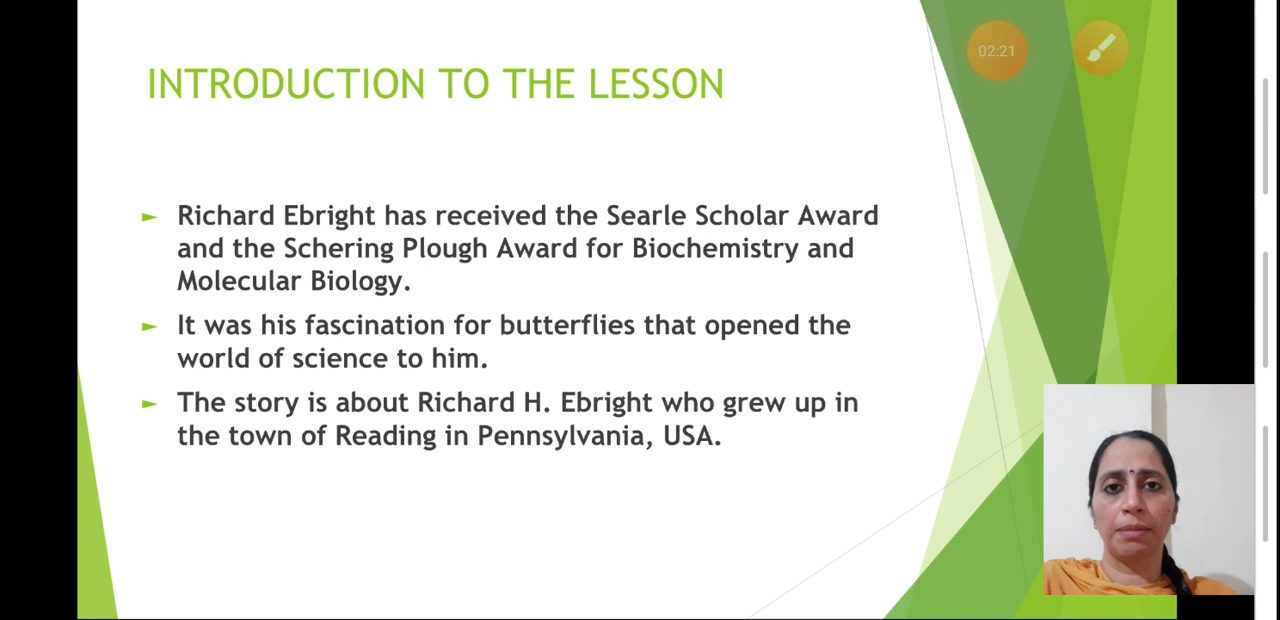 02:21
INTRODUCTION TO THE LESSON
► Richard Ebright has received the Searle Scholar Award
and the Schering Plough Award for Biochemistry and
Molecular Biology.
► It was his fascination for butterflies that opened the
world of science to him.
► The story is about Richard H. Ebright who grew up in
the town of Reading in Pennsylvania, USA.